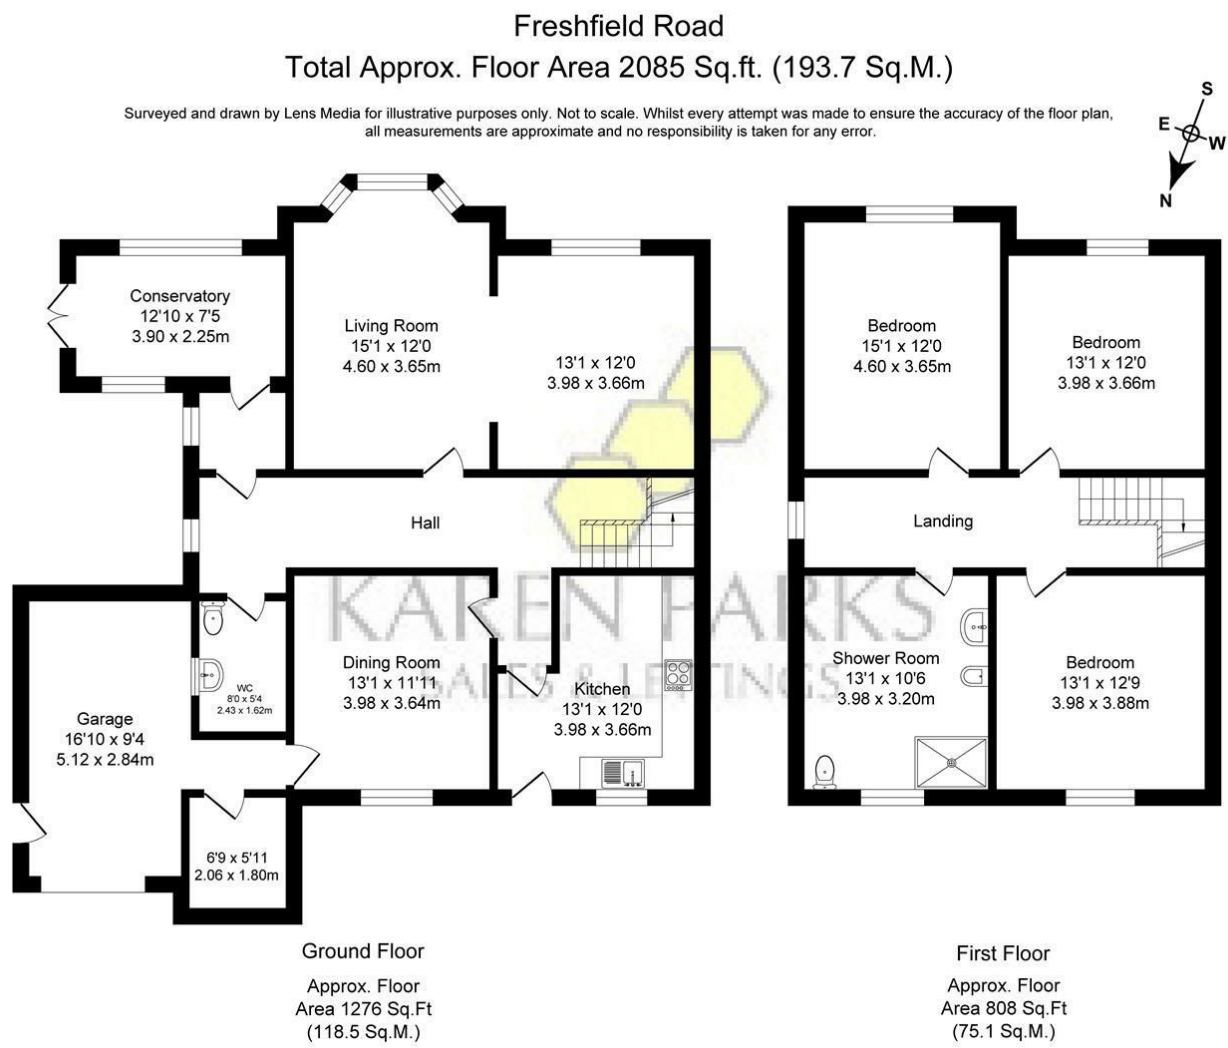 Freshfield Road
Total Approx. Floor Area 2085 Sq.ft. (193.7 Sq.M.)
Surveyed and drawn by Lens Media for illustrative purposes only. Not to scale. Whilst every attempt was made to ensure the accuracy of the floor plan,
all measurements are approximate and no responsibility is taken for any error.
S
E
W
N
Conservatory
12'10 x 7'5
3.90 x 2.25m
Living Room
15'1 x 12'0
4.60 x 3.65m
13'1 x 12'0
3.98 x 3.66m
Hall
WC
8'0 x 5'4
2.43 x 1.62m
Dining Room
13'1 x 11'11
3.98 x 3.64m
Kitchen
13'1 x 12'0
3.98 x 3.66m
Garage
16'10 x 9'4
5.12 x 2.84m
6'9 x 5'11
2.06 x 1.80m
Ground Floor
Approx. Floor
Area 1276 Sq.Ft
(118.5 Sq.M.)
Bedroom
15'1 x 12'0
4.60 x 3.65m
Bedroom
13'1 x 12'0
3.98 x 3.66m
Landing
Shower Room
13'1 x 10'6
3.98 x 3.20m
Bedroom
13'1 x 12'9
3.98 x 3.88m
First Floor
Approx. Floor
Area 808 Sq.Ft
(75.1 Sq.M.)
KAREN PARKS
SALES & LETTINGS